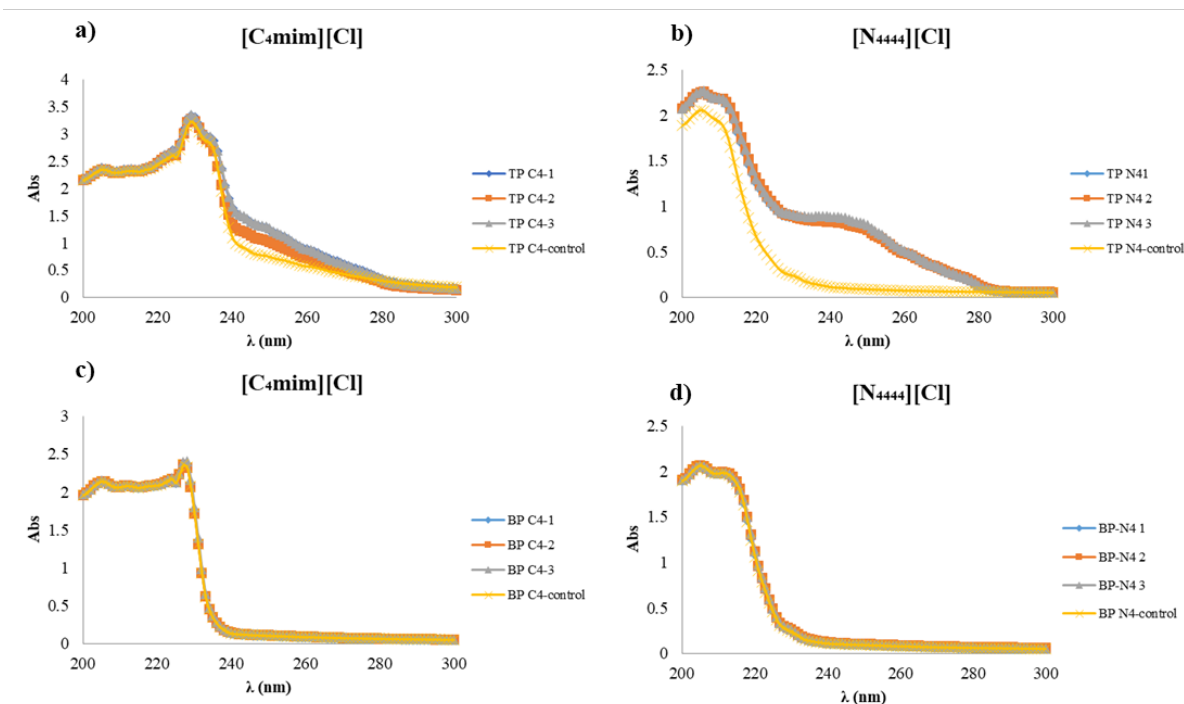 a)
[C₄mim][Cl]
4
3.5
3
2.5
2
1.5
1
0.5
0
Abs
200 220 240 260 280 300
λ (nm)
TP C4-1
TP C4-2
TP C4-3
TP C4-control
b)
[N₄₄₄₄][Cl]
2.5
2
1.5
1
0.5
0
Abs
200 220 240 260 280 300
λ (nm)
TP N41
TP N4 2
TP N4 3
TP N4-control
c)
[C₄mim][Cl]
3
2.5
2
1.5
1
0.5
0
Abs
200 220 240 260 280 300
λ (nm)
BP C4-1
BP C4-2
BP C4-3
BP C4-control
d)
[N₄₄₄₄][Cl]
2.5
2
1.5
1
0.5
0
Abs
200 220 240 260 280 300
λ (nm)
BP-N4 1
BP-N4 2
BP-N4 3
BP N4-control